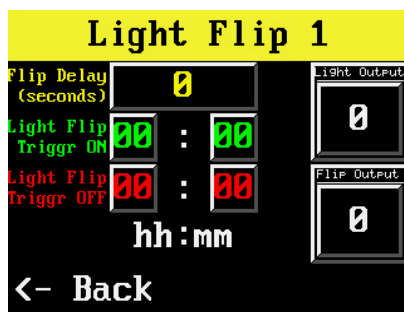 Light Flip 1
Flip Delay
(seconds)
0
Light Output
0
Light Flip
Triggr ON
00 : 00
Light Flip
Triggr OFF
00 : 00
Flip Output
0
hh:mm
<- Back